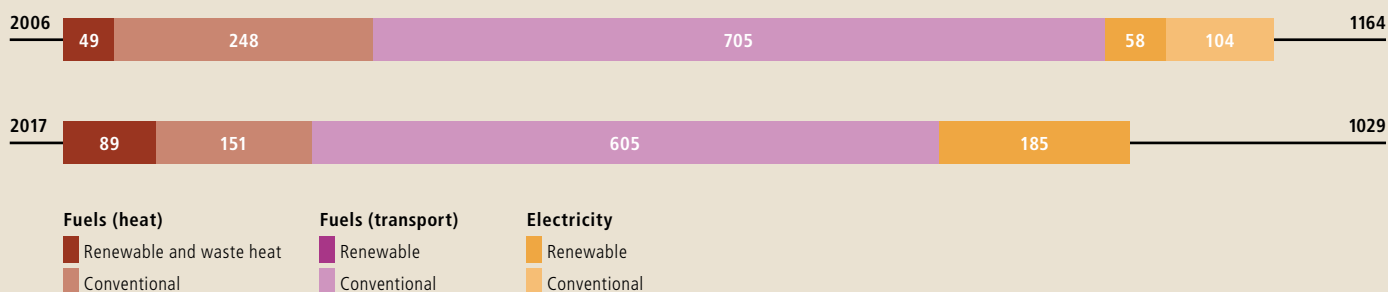 2006 49 248 705 58 104 1164
2017 89 151 605 185 1029
Fuels (heat) Fuels (transport) Electricity
Renewable and waste heat Renewable Renewable
Conventional Conventional Conventional